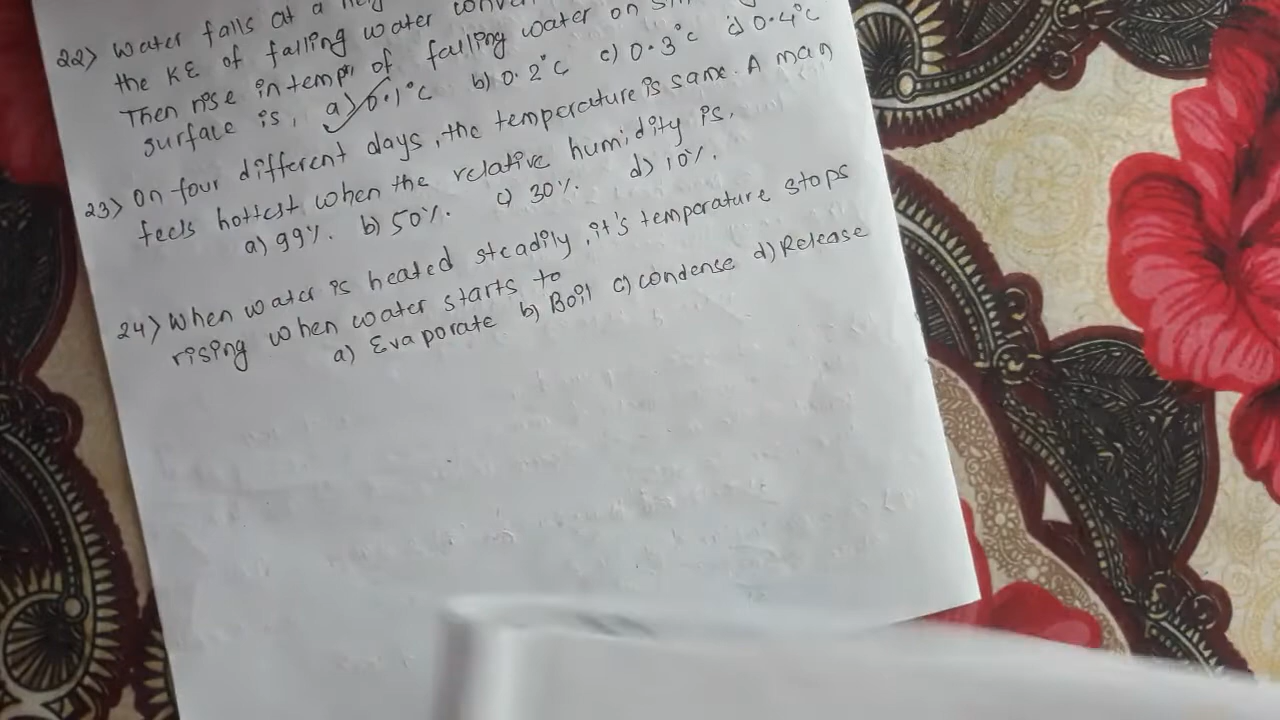 22) Water falls at a
the KE of falling water
Then rise in temp. of falling water on
surface is, a) 0.1°c b) 0.2°c c) 0.3°c d) 0.4°c
23) On four different days, the temperature is same. A man
feels hottest when the relative humidity is,
a) 99%. b) 50%. c) 30%. d) 10%.
24) When water is heated steadily, it's temperature stops
rising when water starts to
a) Evaporate b) Boil c) condense d) Release